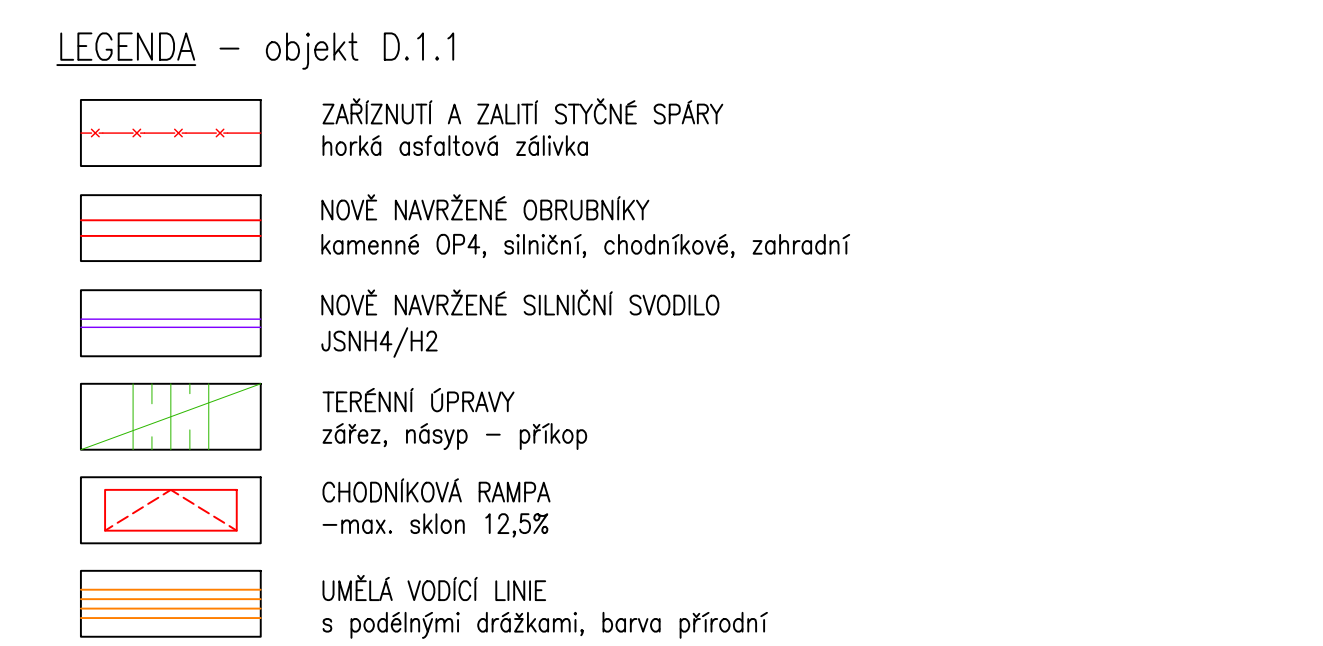 LEGENDA – objekt D.1.1
ZAŘÍZNUTÍ A ZALITÍ STYČNÉ SPÁRY
horká asfaltová zálivka
NOVĚ NAVRŽENÉ OBRUBNÍKY
kamenné OP4, silniční, chodníkové, zahradní
NOVĚ NAVRŽENÉ SILNIČNÍ SVODILO
JSNH4/H2
TERÉNNÍ ÚPRAVY
zářez, násyp – příkop
CHODNÍKOVÁ RAMPA
–max. sklon 12,5%
UMĚLÁ VODÍCÍ LINIE
s podélnými drážkami, barva přírodní